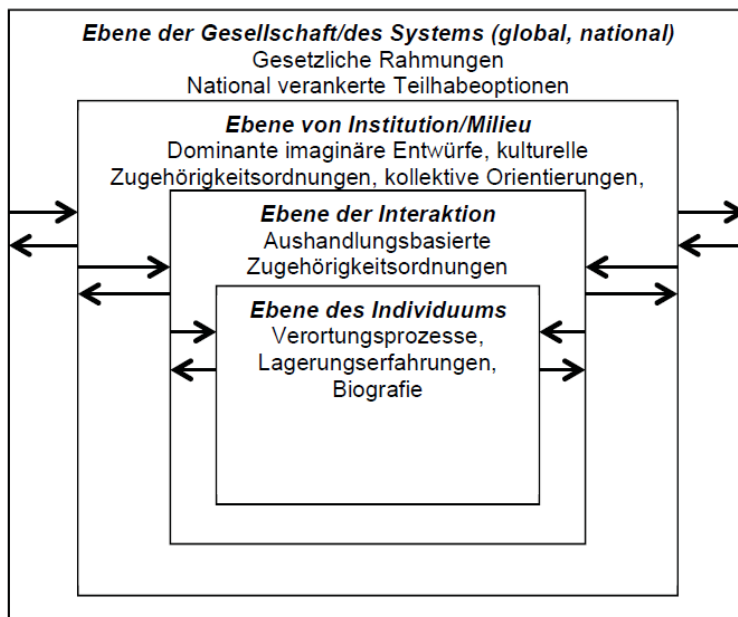 Ebene der Gesellschaft/des Systems (global, national)
Gesetzliche Rahmungen
National verankerte Teilhabeoptionen
Ebene von Institution/Milieu
Dominante imaginäre Entwürfe, kulturelle
Zugehörigkeitsordnungen, kollektive Orientierungen,
Ebene der Interaktion
Aushandlungsbasierte
Zugehörigkeitsordnungen
Ebene des Individuums
Verortungsprozesse,
Lagerungserfahrungen,
Biografie